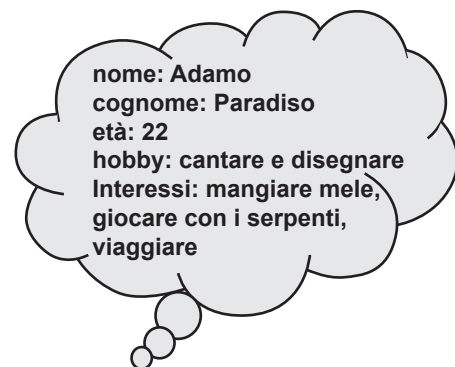 nome: Adamo
cognome: Paradiso
età: 22
hobby: cantare e disegnare
Interessi: mangiare mele,
giocare con i serpenti,
viaggiare